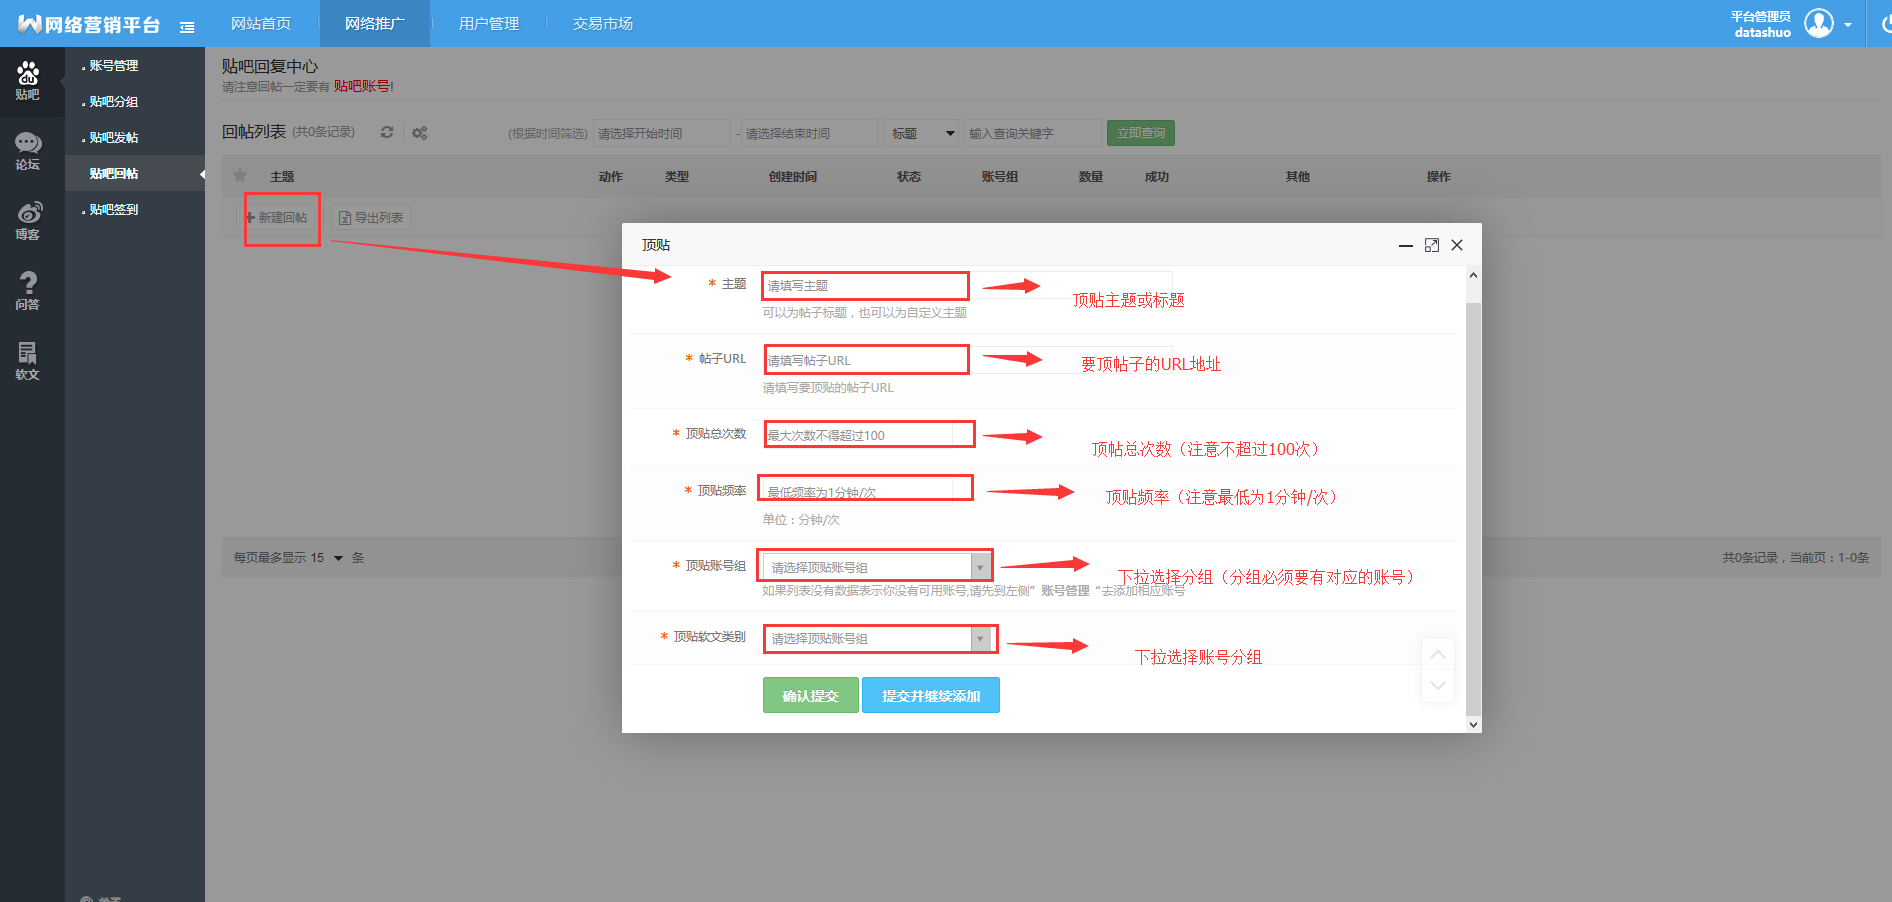 网络营销平台
网站首页
网络推广
用户管理
交易市场
平台管理员
datashuo
贴吧
论坛
博客
问答
软文
账号管理
贴吧分组
贴吧发帖
贴吧回帖
贴吧签到
贴吧回复中心
请注意回帖一定要有 贴吧账号!
回帖列表 (共0条记录)
(根据时间筛选) 请选择开始时间 - 请选择结束时间 标题 输入查询关键字 立即查询
主题 动作 类型 创建时间 状态 账号组 数量 成功 其他 操作
新建回帖 导出列表
顶贴
* 主题 请填写主题
顶贴主题或标题
可以为帖子标题，也可以为自定义主题
* 帖子URL 请填写帖子URL
要顶帖子的URL地址
请填写要顶贴的帖子URL
* 顶贴总次数 最大次数不得超过100
顶帖总次数（注意不超过100次）
* 顶贴频率 最低频率为1分钟/次
顶贴频率（注意最低为1分钟/次）
单位：分钟/次
* 顶贴账号组 请选择顶贴账号组
下拉选择分组（分组必须要有对应的账号）
如果列表没有数据表示你没有可用账号,请先到左侧”账号管理“去添加相应账号
* 顶贴软文类别 请选择顶贴账号组
下拉选择账号分组
确认提交 提交并继续添加
每页最多显示 15 条
共0条记录，当前页：1-0条